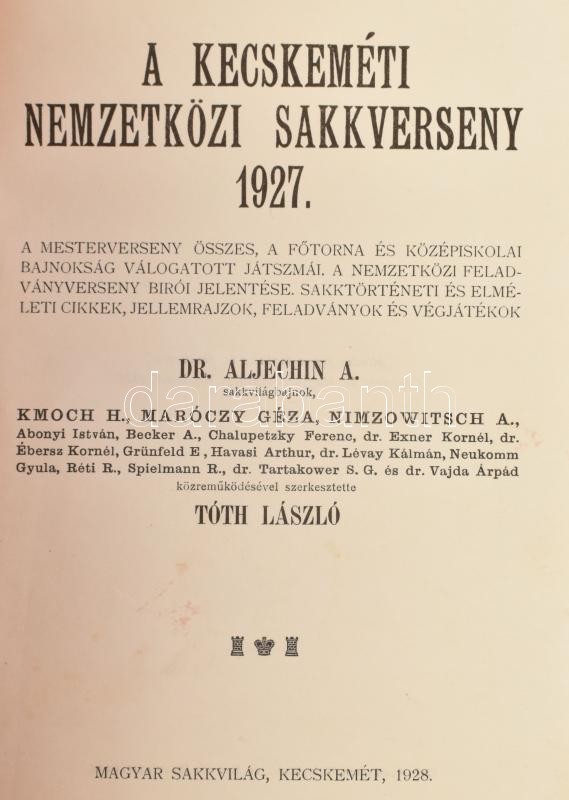 A KECSKEMÉTI
NEMZETKÖZI SAKKVERSENY
1927.
A MESTERVERSENY ÖSSZES, A FŐTORNA ÉS KÖZÉPISKOLAI
BAJNOKSÁG VÁLOGATOTT JÁTSZMÁI. A NEMZETKÖZI FELAD-
VÁNYVERSENY BIRÓI JELENTÉSE. SAKKTÖRTÉNETI ÉS ELMÉ-
LETI CIKKEK, JELLEMRAJZOK, FELADVÁNYOK ÉS VÉGJÁTÉKOK
DR. ALJECHIN A.
sakkvilágbajnok,
KMOCH H., MARÓCZY GÉZA, NIMZOWITSCH A.,
Abonyi István, Becker A., Chalupetzky Ferenc, dr. Exner Kornél, dr.
Ébersz Kornél, Grünfeld E , Havasi Arthur, dr. Lévay Kálmán, Neukomm
Gyula, Réti R., Spielmann R., dr. Tartakower S. G. és dr. Vajda Árpád
közreműködésével szerkesztette
TÓTH LÁSZLÓ
MAGYAR SAKKVILÁG, KECSKEMÉT, 1928.
darabanth